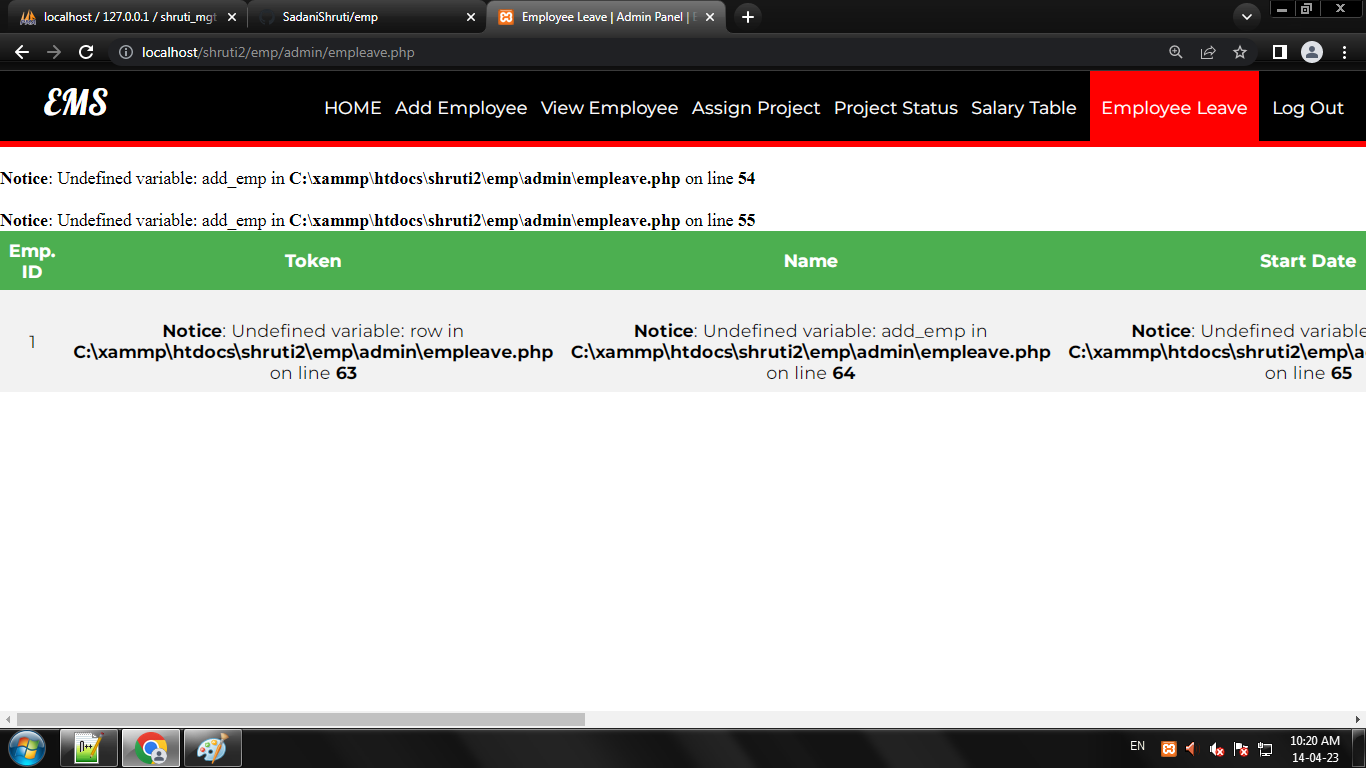 localhost / 127.0.0.1 / shruti_mgt
SadaniShruti/emp
Employee Leave | Admin Panel |
localhost/shruti2/emp/admin/empleave.php
EMS
HOME Add Employee View Employee Assign Project Project Status Salary Table Employee Leave Log Out
Notice: Undefined variable: add_emp in C:\xammp\htdocs\shruti2\emp\admin\empleave.php on line 54
Notice: Undefined variable: add_emp in C:\xammp\htdocs\shruti2\emp\admin\empleave.php on line 55
Emp. ID
Token
Name
Start Date
1
Notice: Undefined variable: row in
C:\xammp\htdocs\shruti2\emp\admin\empleave.php
on line 63
Notice: Undefined variable: add_emp in
C:\xammp\htdocs\shruti2\emp\admin\empleave.php
on line 64
Notice: Undefined variable
C:\xammp\htdocs\shruti2\emp\a
on line 65
EN
10:20 AM
14-04-23